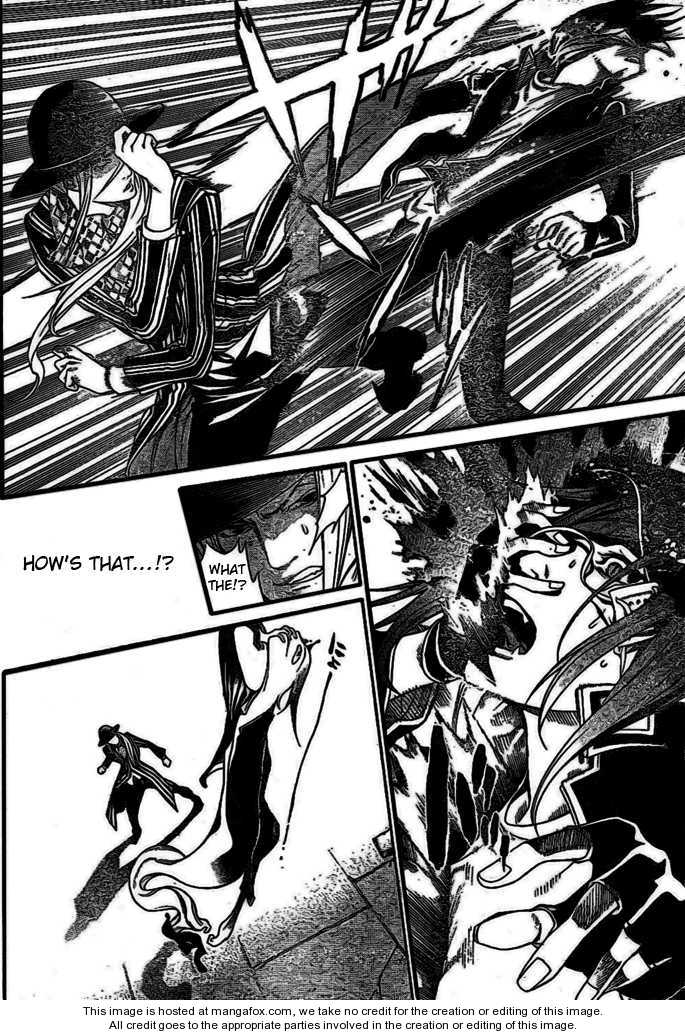 HOW'S THAT...!?
WHAT
THE!?
This image is hosted at mangafox.com, we take no credit for the creation or editing of this image.
All credit goes to the appropriate parties involved in the creation or editing of this image.